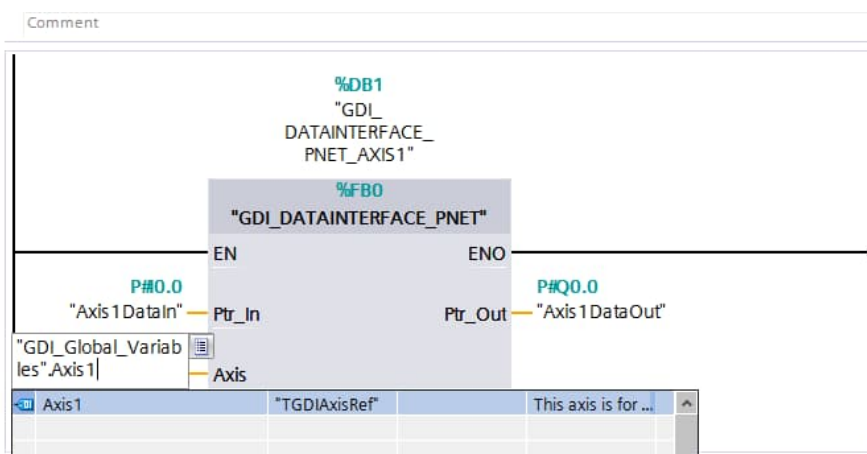 Comment
%DB1
"GDI_
DATAINTERFACE_
PNET_AXIS1"
%FB0
"GDI_DATAINTERFACE_PNET"
EN ENO
P#I0.0 P#Q0.0
"Axis1DataIn" Ptr_In Ptr_Out "Axis1DataOut"
"GDI_Global_Variab
les".Axis1
Axis
Axis1 "TGDIAxisRef" This axis is for ...